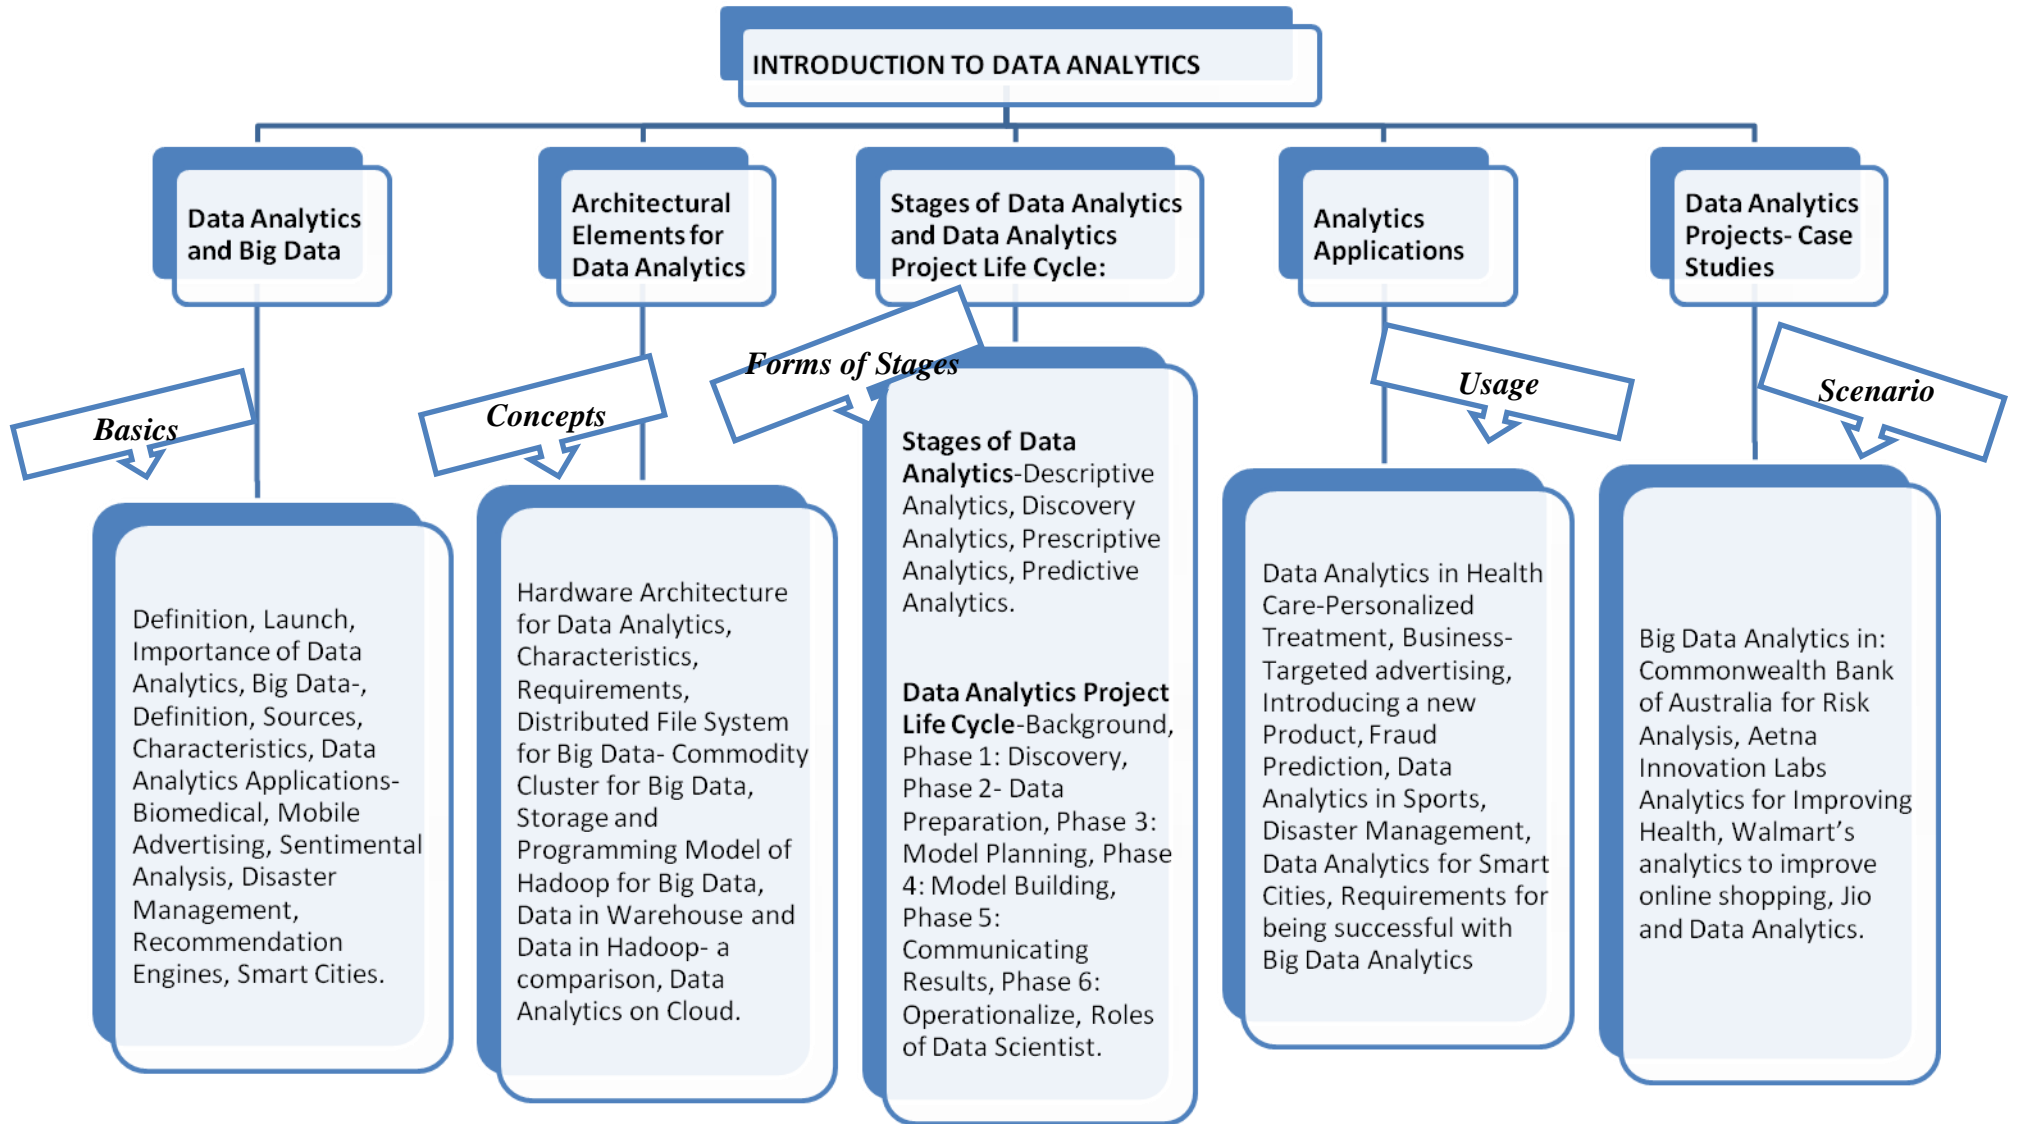 INTRODUCTION TO DATA ANALYTICS
Data Analytics
and Big Data
Architectural
Elements for
Data Analytics
Stages of Data Analytics
and Data Analytics
Project Life Cycle:
Analytics
Applications
Data Analytics
Projects- Case
Studies
Basics
Concepts
Forms of Stages
Usage
Scenario
Definition, Launch,
Importance of Data
Analytics, Big Data-,
Definition, Sources,
Characteristics, Data
Analytics Applications-
Biomedical, Mobile
Advertising, Sentimental
Analysis, Disaster
Management,
Recommendation
Engines, Smart Cities.
Hardware Architecture
for Data Analytics,
Characteristics,
Requirements,
Distributed File System
for Big Data- Commodity
Cluster for Big Data,
Storage and
Programming Model of
Hadoop for Big Data,
Data in Warehouse and
Data in Hadoop- a
comparison, Data
Analytics on Cloud.
Stages of Data
Analytics-Descriptive
Analytics, Discovery
Analytics, Prescriptive
Analytics, Predictive
Analytics.
Data Analytics Project
Life Cycle-Background,
Phase 1: Discovery,
Phase 2- Data
Preparation, Phase 3:
Model Planning, Phase
4: Model Building,
Phase 5:
Communicating
Results, Phase 6:
Operationalize, Roles
of Data Scientist.
Data Analytics in Health
Care-Personalized
Treatment, Business-
Targeted advertising,
Introducing a new
Product, Fraud
Prediction, Data
Analytics in Sports,
Disaster Management,
Data Analytics for Smart
Cities, Requirements for
being successful with
Big Data Analytics
Big Data Analytics in:
Commonwealth Bank
of Australia for Risk
Analysis, Aetna
Innovation Labs
Analytics for Improving
Health, Walmart’s
analytics to improve
online shopping, Jio
and Data Analytics.